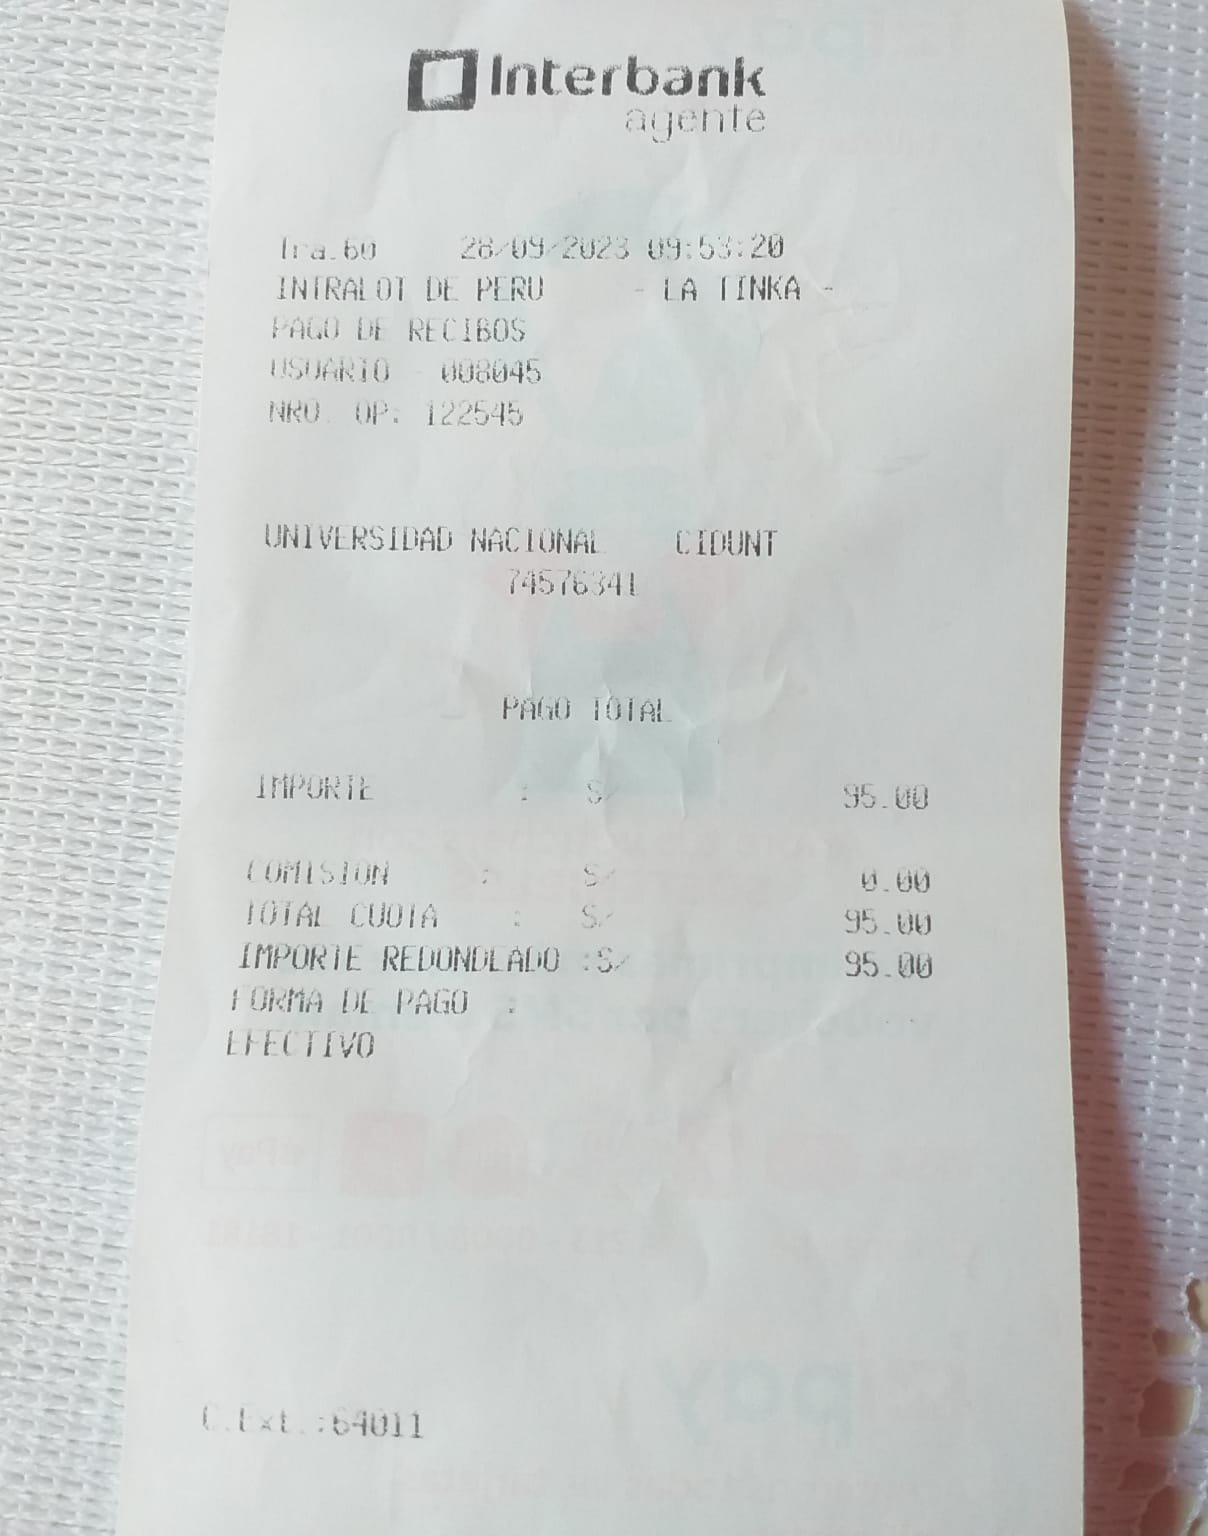 Interbank
agente
Tra.60 28/09/2023 09:53:20
INTRALOT DE PERU - LA TINKA -
PAGO DE RECIBOS
USUARIO - 008045
NRO. OP: 122545
UNIVERSIDAD NACIONAL CIDUNT
74576341
PAGO TOTAL
IMPORTE : S/ 95.00
COMISION : S/ 0.00
TOTAL CUOTA : S/ 95.00
IMPORTE REDONDEADO :S/ 95.00
FORMA DE PAGO :
EFECTIVO
C.Ext.:64011